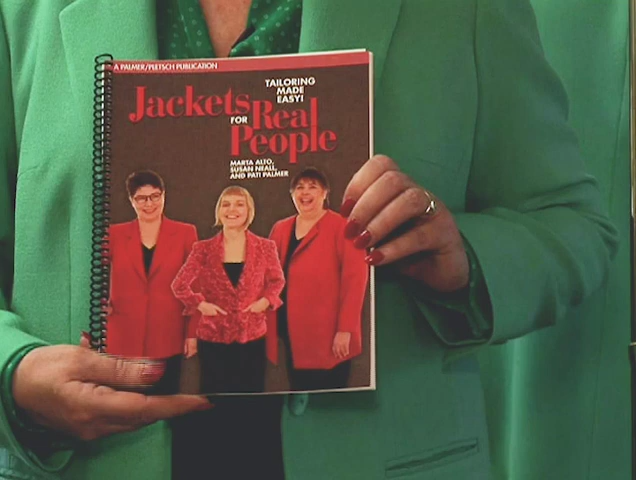 A PALMER/PLETSCH PUBLICATION
TAILORING
MADE
EASY!
Jackets
FOR Real
People
MARTA ALTO,
SUSAN NEALL,
AND PATI PALMER